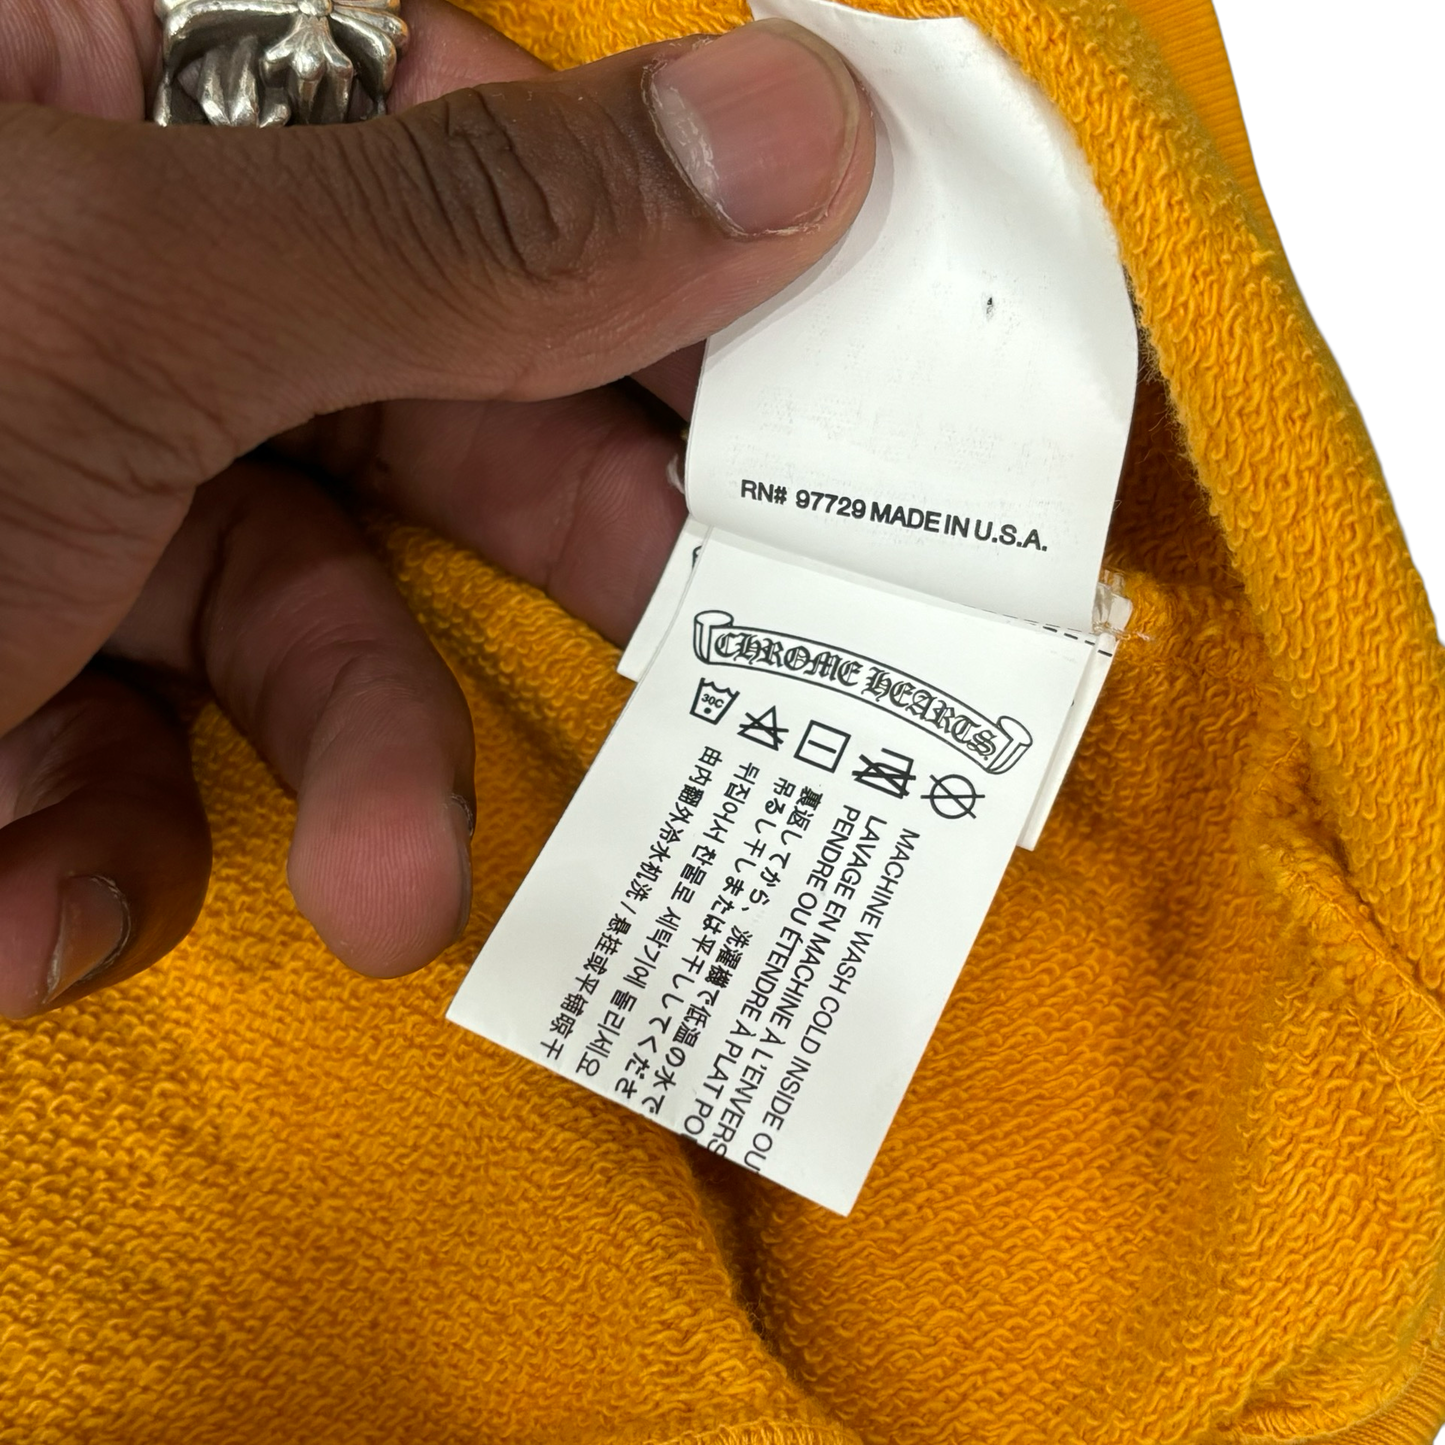 RN# 97729 MADE IN U.S.A.
CHROME HEARTS
30C
MACHINE WASH COLD INSIDE OU
LAVAGE EN MACHINE A L'ENVERS
PENDRE OU ÉTENDRE A PLAT PO
裏返してから、洗濯機で低温の水で
吊るし干しまたは平干ししてくださ
뒤집어서 찬물로 세탁기에 돌리세요
由内翻外冷水机洗 / 悬挂或平铺晾干